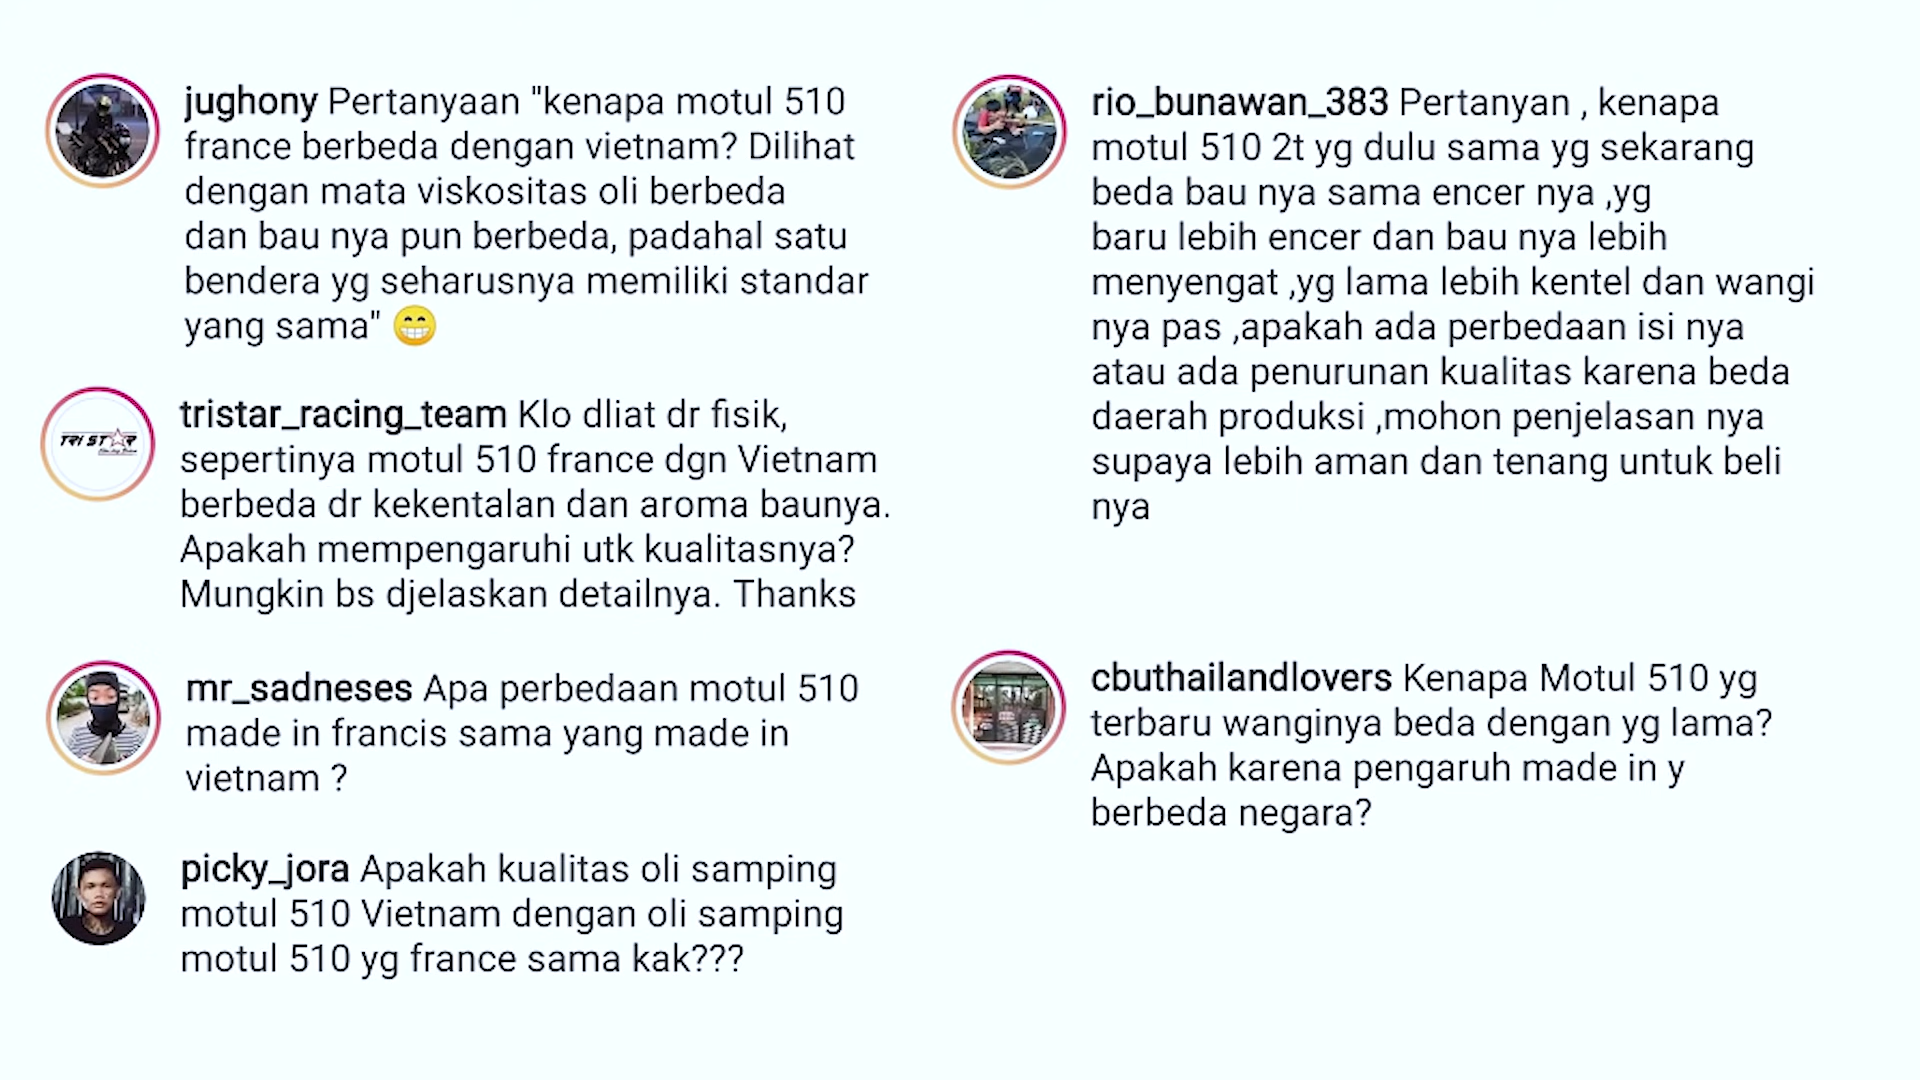 jughony Pertanyaan "kenapa motul 510
france berbeda dengan vietnam? Dilihat
dengan mata viskositas oli berbeda
dan bau nya pun berbeda, padahal satu
bendera yg seharusnya memiliki standar
yang sama" 😁
TRI STAR
tristar_racing_team Klo dliat dr fisik,
sepertinya motul 510 france dgn Vietnam
berbeda dr kekentalan dan aroma baunya.
Apakah mempengaruhi utk kualitasnya?
Mungkin bs djelaskan detailnya. Thanks
mr_sadneses Apa perbedaan motul 510
made in francis sama yang made in
vietnam ?
picky_jora Apakah kualitas oli samping
motul 510 Vietnam dengan oli samping
motul 510 yg france sama kak???
rio_bunawan_383 Pertanyan , kenapa
motul 510 2t yg dulu sama yg sekarang
beda bau nya sama encer nya ,yg
baru lebih encer dan bau nya lebih
menyengat ,yg lama lebih kentel dan wangi
nya pas ,apakah ada perbedaan isi nya
atau ada penurunan kualitas karena beda
daerah produksi ,mohon penjelasan nya
supaya lebih aman dan tenang untuk beli
nya
cbuthailandlovers Kenapa Motul 510 yg
terbaru wanginya beda dengan yg lama?
Apakah karena pengaruh made in y
berbeda negara?